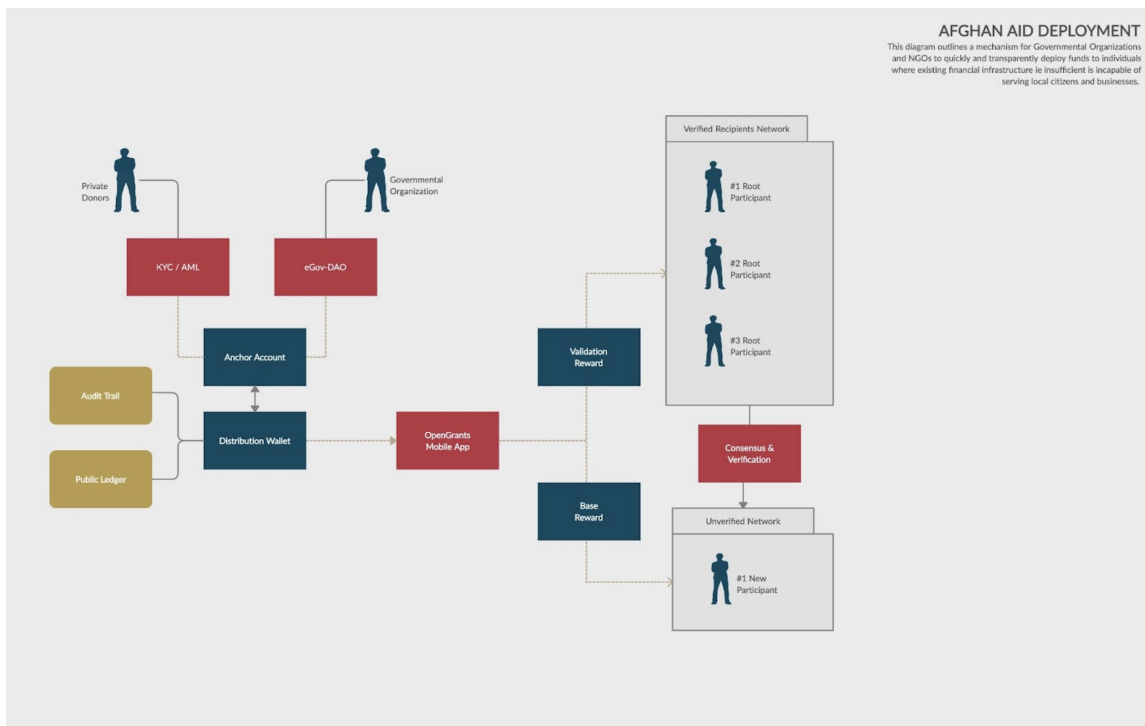 AFGHAN AID DEPLOYMENT
This diagram outlines a mechanism for Governmental Organizations
and NGOs to quickly and transparently deploy funds to individuals
where existing financial infrastructure ie insufficient is incapable of
serving local citizens and businesses.
Verified Recipients Network
Private
Donors
Governmental
Organization
#1 Root
Participant
KYC / AML
eGov-DAO
#2 Root
Participant
Anchor Account
Validation
Reward
#3 Root
Participant
Audit Trail
Distribution Wallet
OpenGrants
Mobile App
Consensus &
Verification
Public Ledger
Base
Reward
Unverified Network
#1 New
Participant